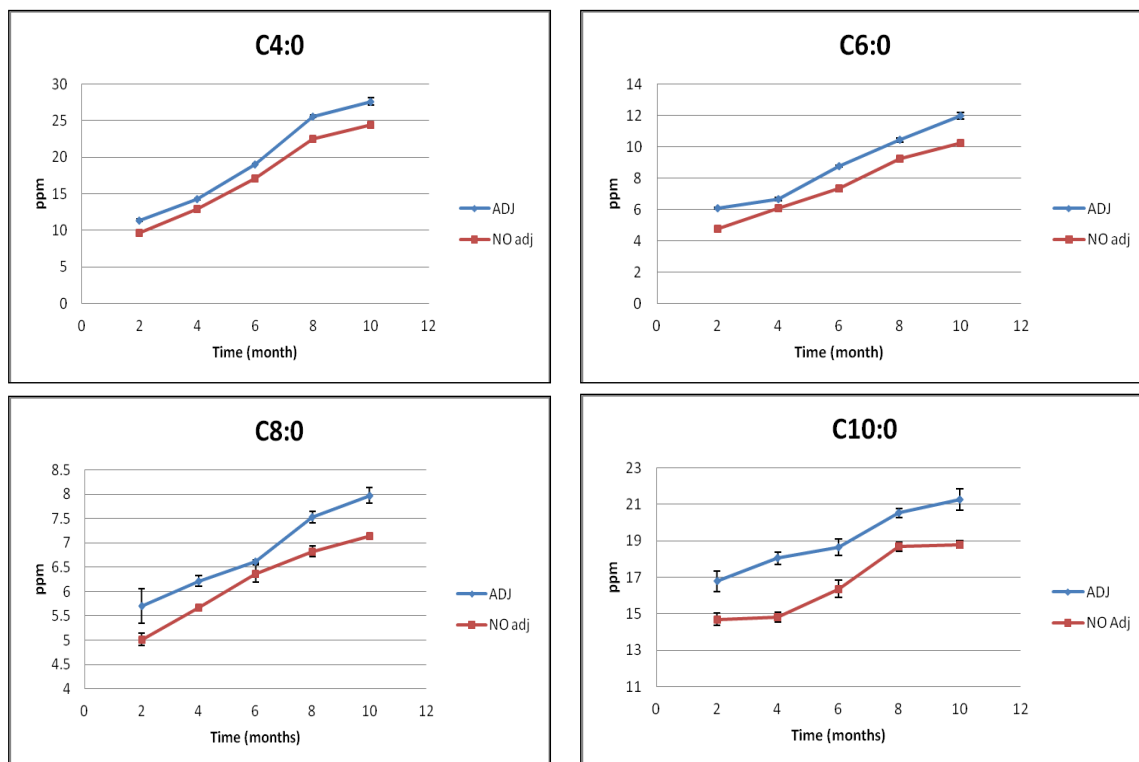 C4:0
30
25
20
15
10
5
0
ppm
0 2 4 6 8 10 12
Time (month)
ADJ
NO adj
C6:0
14
12
10
8
6
4
2
0
ppm
0 2 4 6 8 10 12
Time (month)
ADJ
NO adj
C8:0
8.5
8
7.5
7
6.5
6
5.5
5
4.5
4
ppm
0 2 4 6 8 10 12
Time (months)
ADJ
NO adj
C10:0
23
21
19
17
15
13
11
ppm
0 2 4 6 8 10 12
Time (months)
ADJ
NO Adj